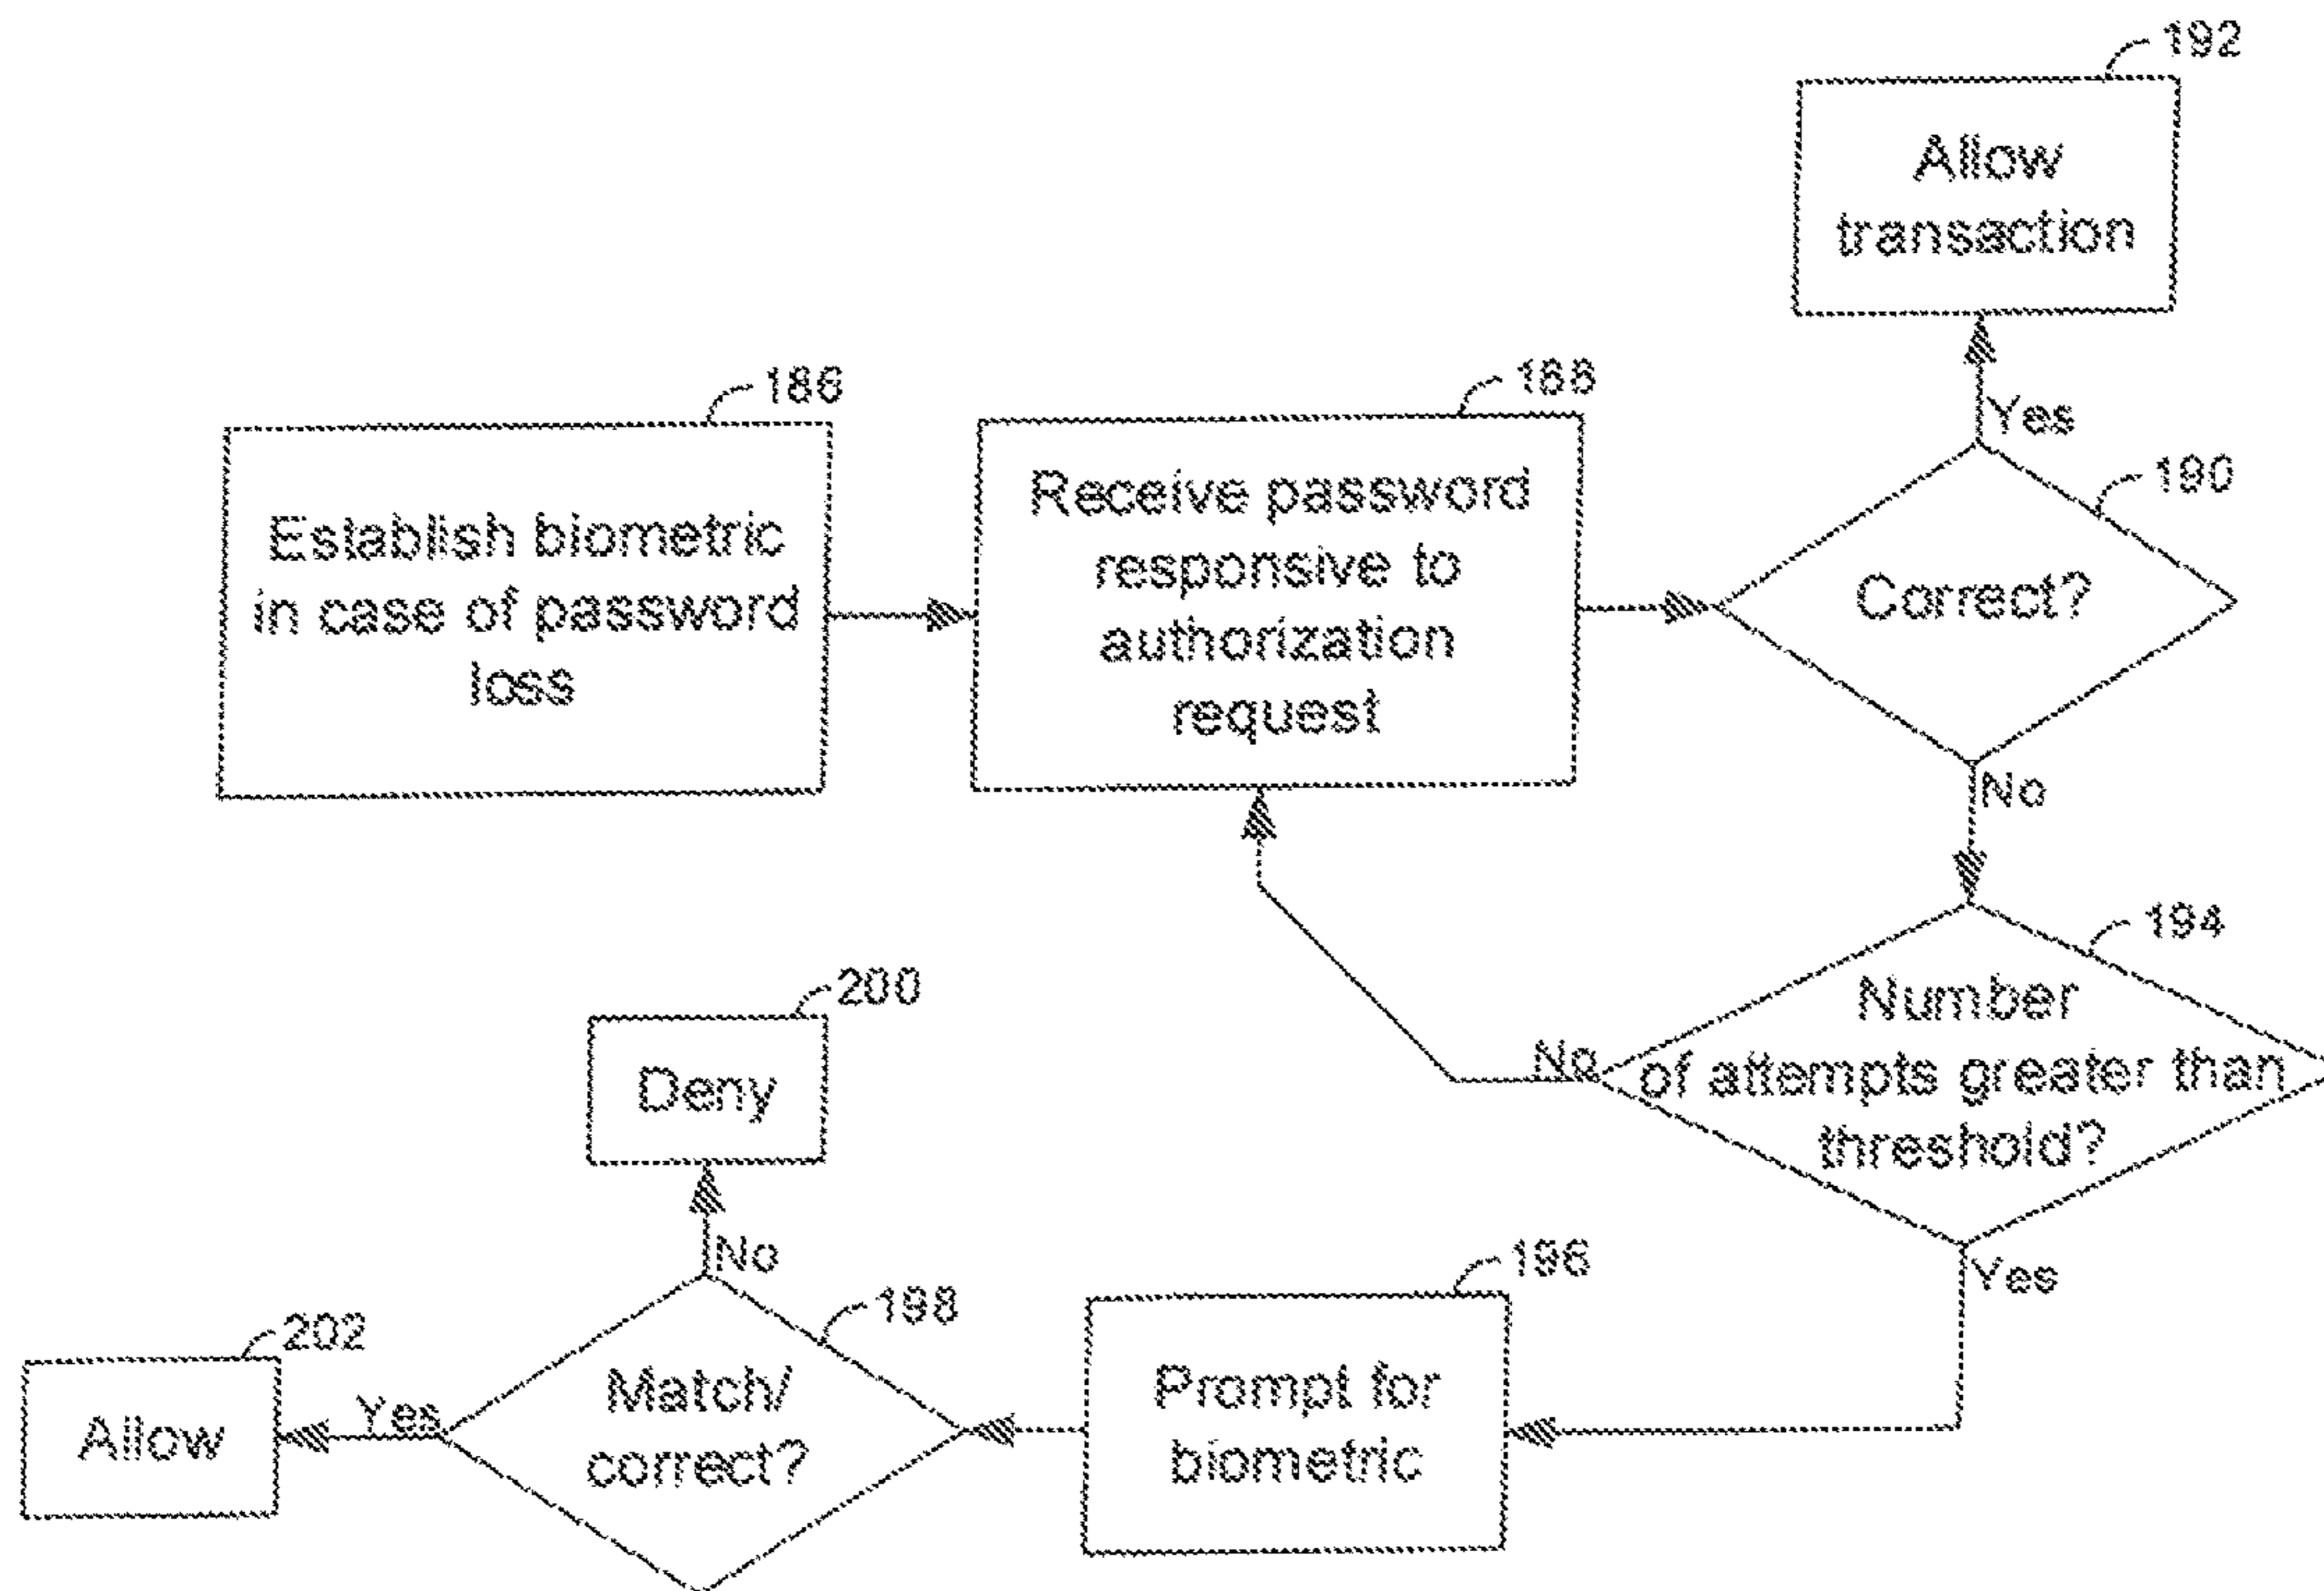 192
Allow
transaction
Yes
186
Establish biometric
in case of password
loss
188
Receive password
responsive to
authorization
request
190
Correct?
No
194
Number
of attempts greater than
threshold?
No
Yes
196
Prompt for
biometric
198
Match/
correct?
No
200
Deny
Yes
202
Allow